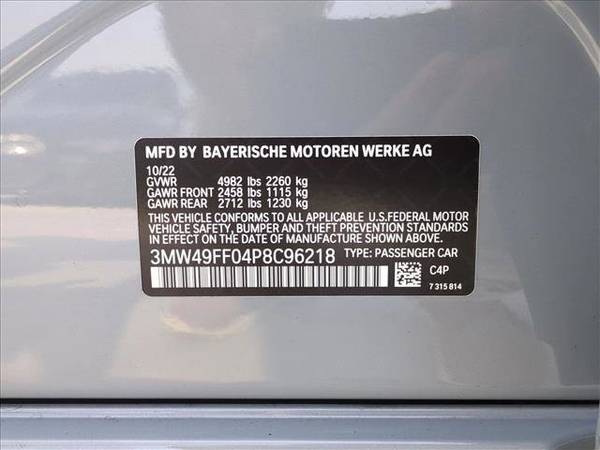 MFD BY BAYERISCHE MOTOREN WERKE AG
10/22
GVWR 4982 lbs 2260 kg
GAWR FRONT 2458 lbs 1115 kg
GAWR REAR 2712 lbs 1230 kg
THIS VEHICLE CONFORMS TO ALL APPLICABLE U.S.FEDERAL MOTOR
VEHICLE SAFETY, BUMPER AND THEFT PREVENTION STANDARDS
IN EFFECT ON THE DATE OF MANUFACTURE SHOWN ABOVE.
3MW49FF04P8C96218 TYPE: PASSENGER CAR
C4P
7 315 814